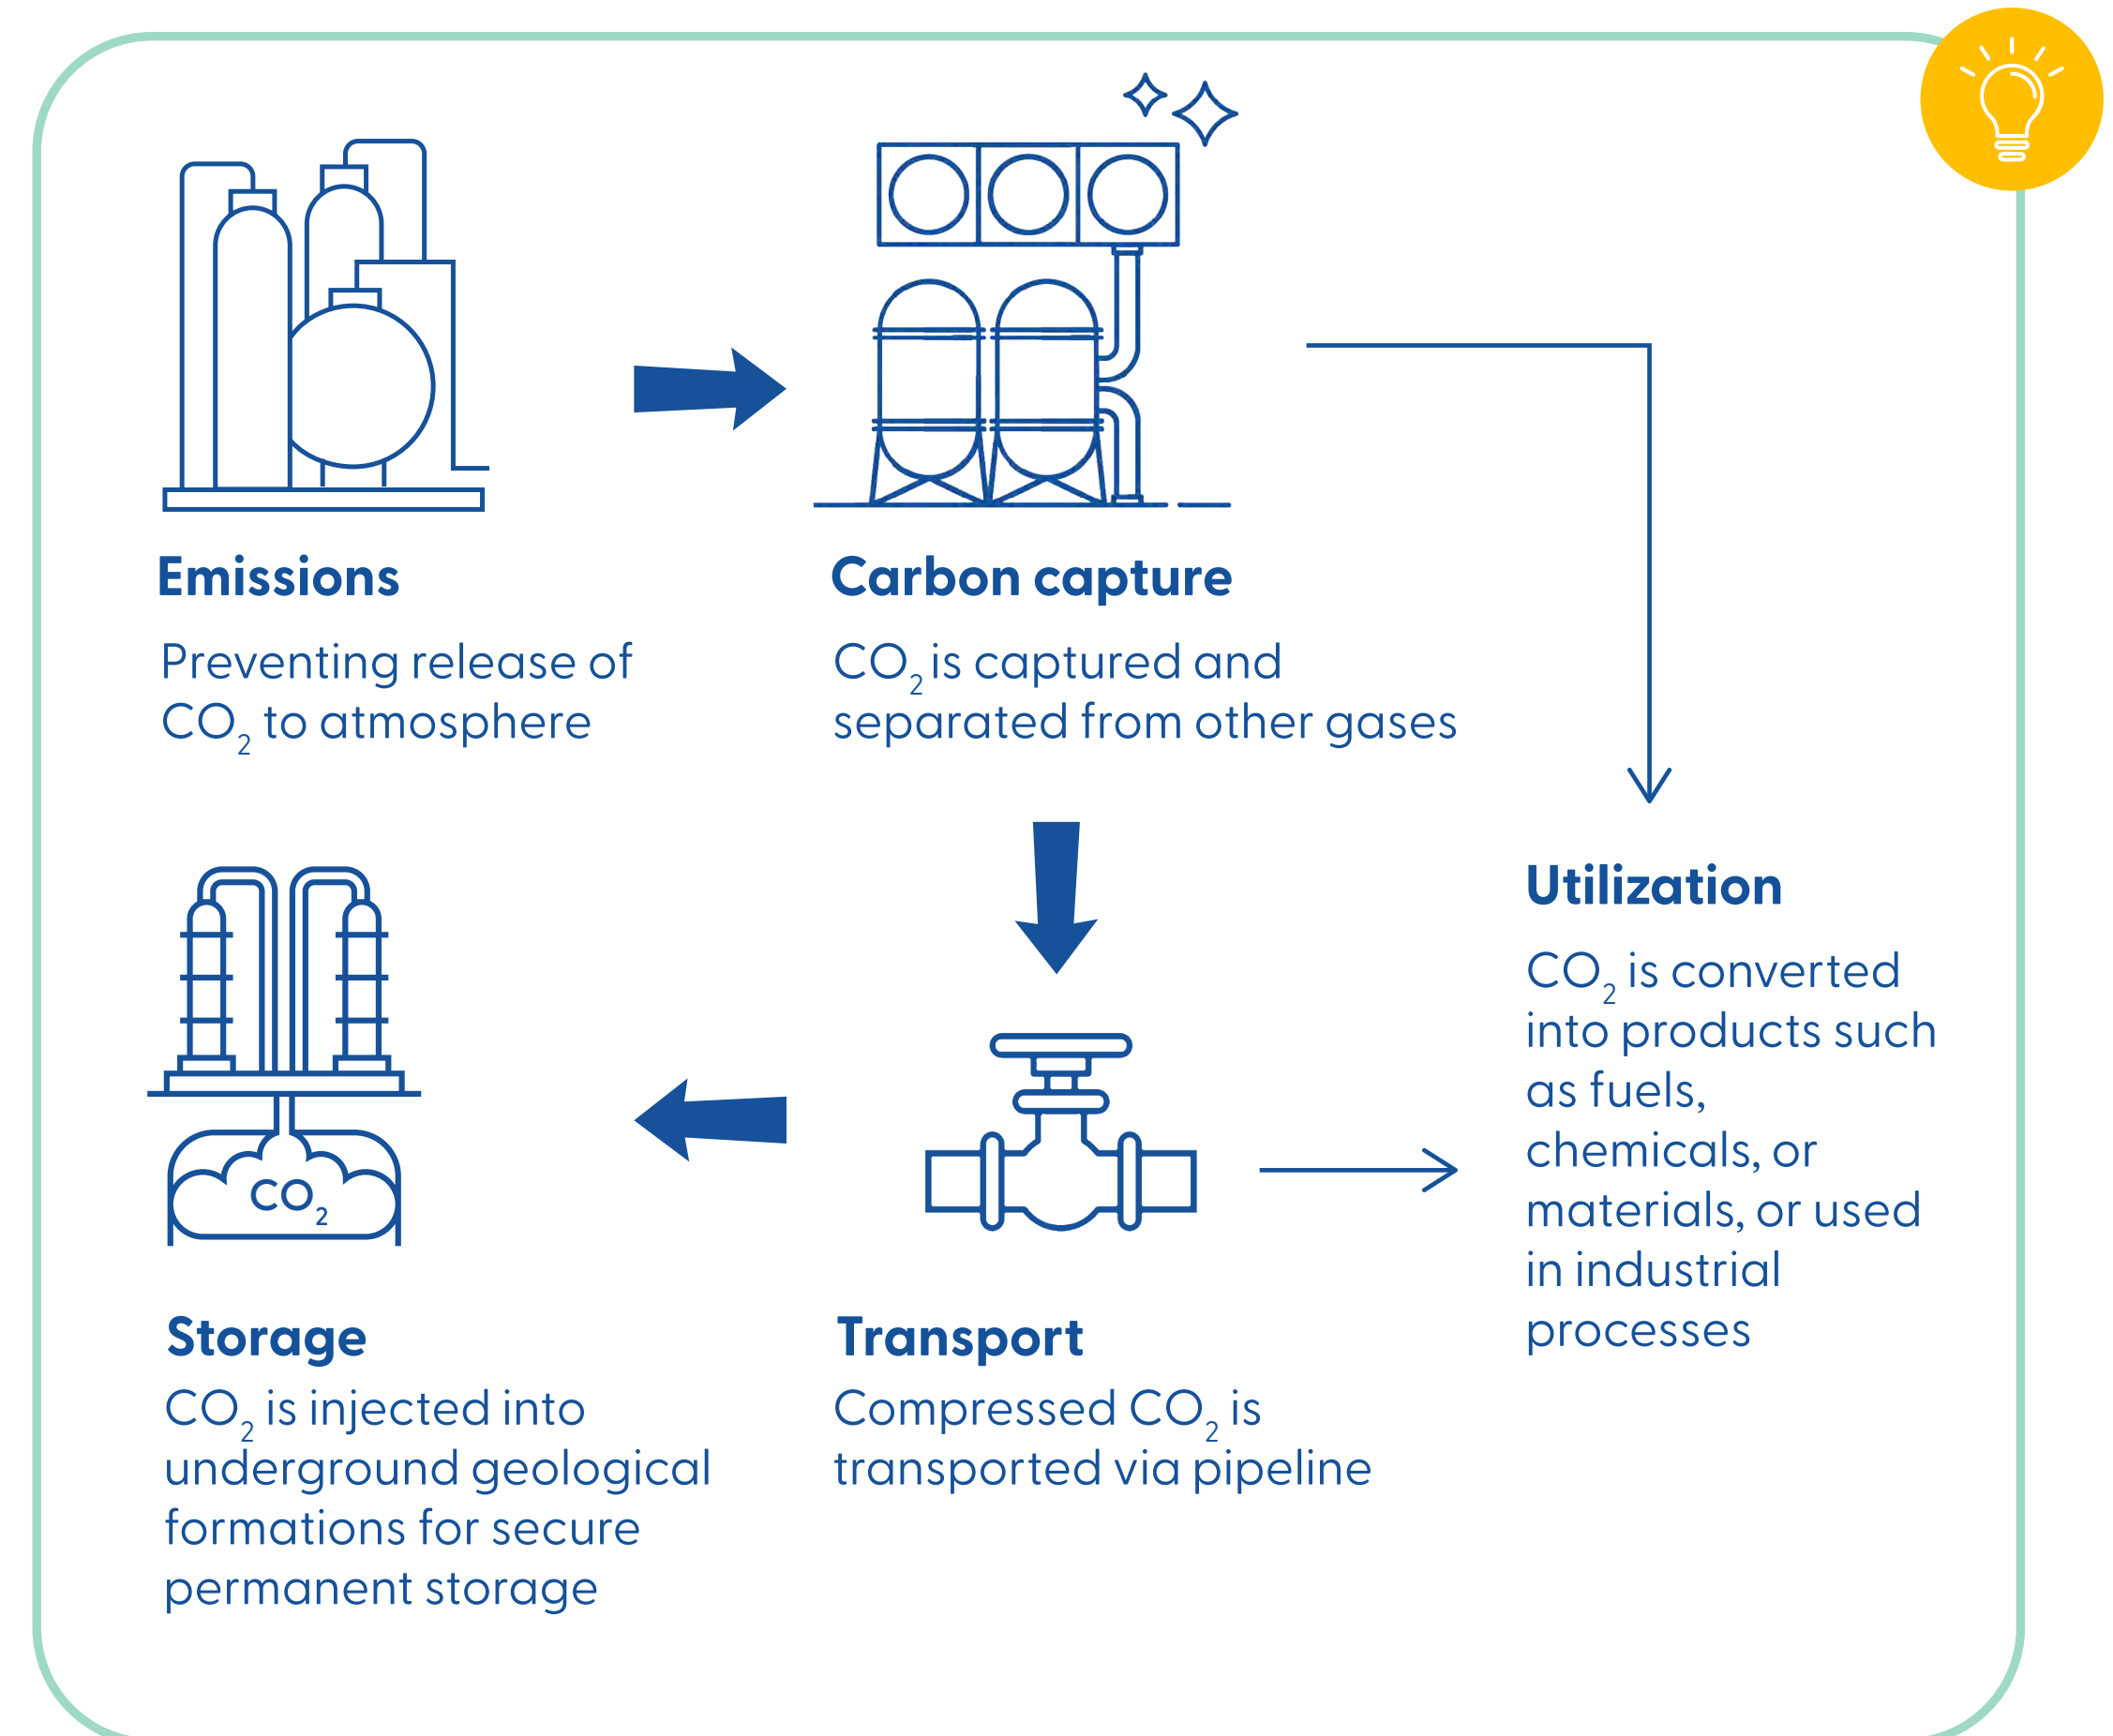 Emissions
Preventing release of
CO₂ to atmosphere
Carbon capture
CO₂ is captured and
separated from other gases
Utilization
CO₂ is converted
into products such
as fuels,
chemicals, or
materials, or used
in industrial
processes
CO₂
Storage
CO₂ is injected into
underground geological
formations for secure
permanent storage
Transport
Compressed CO₂ is
transported via pipeline